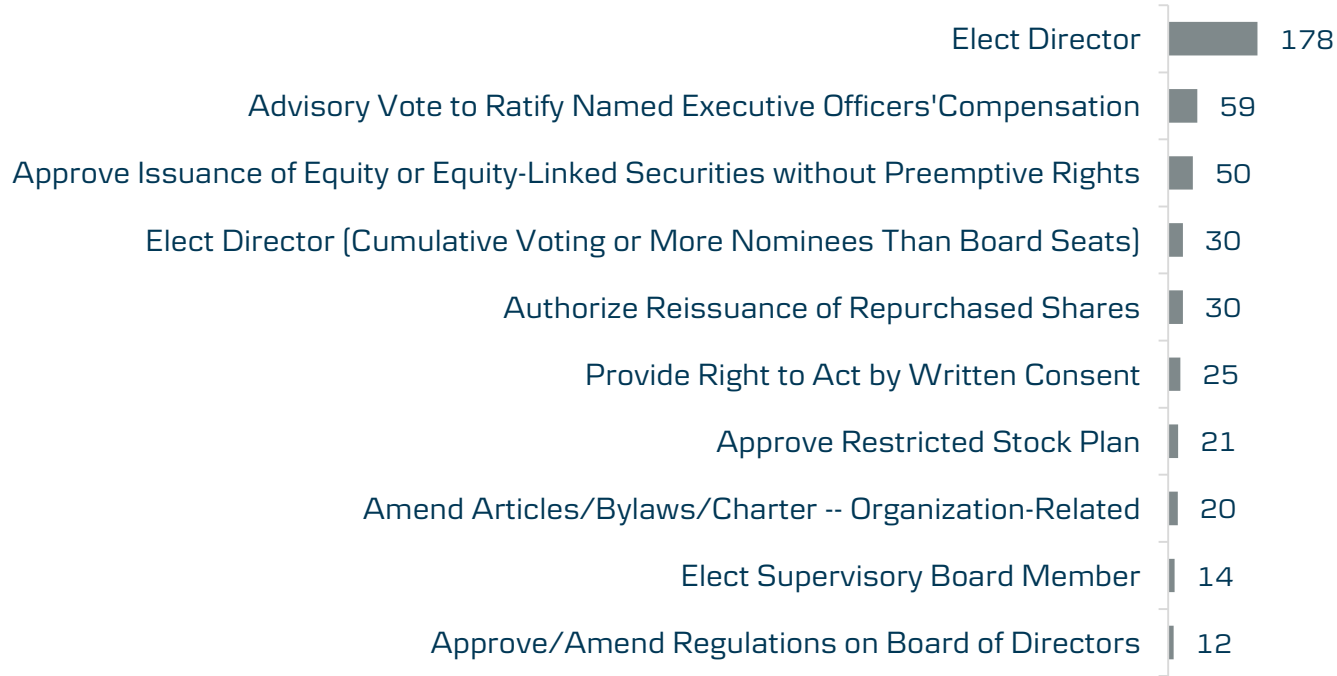 Elect Director 178
Advisory Vote to Ratify Named Executive Officers'Compensation 59
Approve Issuance of Equity or Equity-Linked Securities without Preemptive Rights 50
Elect Director (Cumulative Voting or More Nominees Than Board Seats) 30
Authorize Reissuance of Repurchased Shares 30
Provide Right to Act by Written Consent 25
Approve Restricted Stock Plan 21
Amend Articles/Bylaws/Charter -- Organization-Related 20
Elect Supervisory Board Member 14
Approve/Amend Regulations on Board of Directors 12